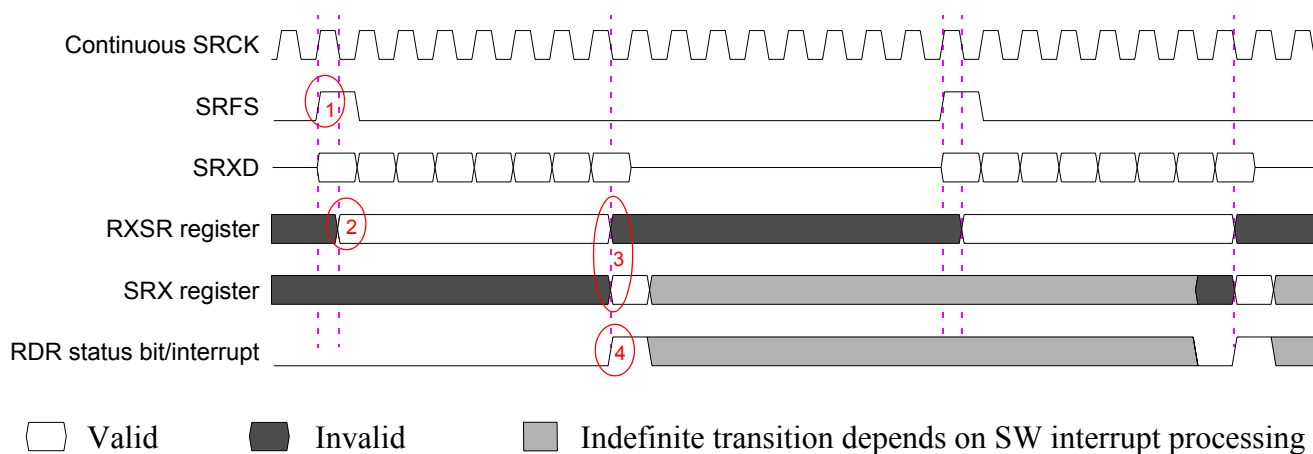 Continuous SRCK
SRFS
1
SRXD
RXSR register
2
3
SRX register
RDR status bit/interrupt
4
Valid
Invalid
Indefinite transition depends on SW interrupt processing